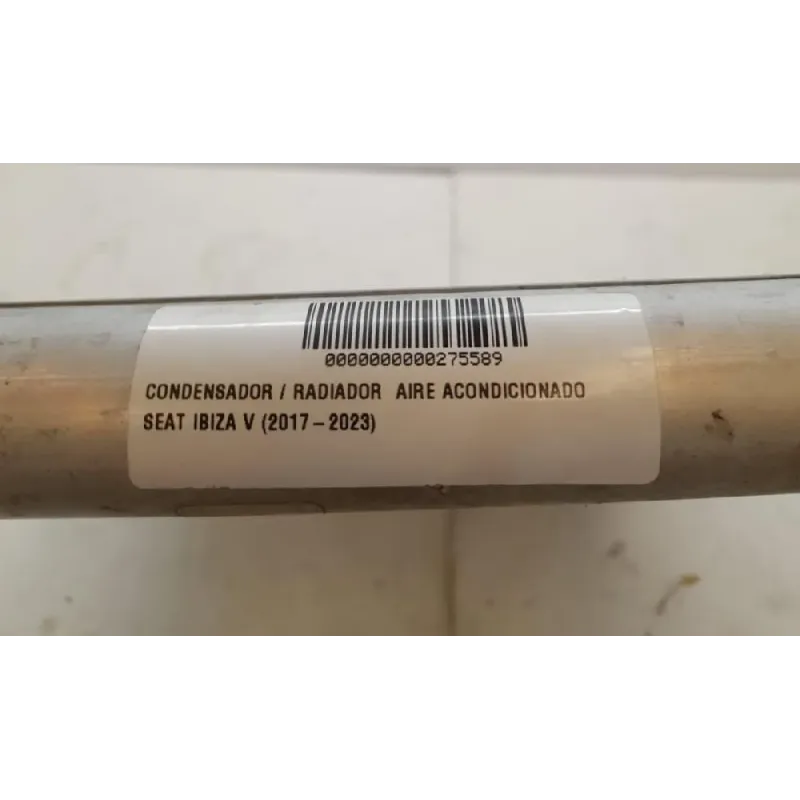 0000000000275589
CONDENSADOR / RADIADOR AIRE ACONDICIONADO
SEAT IBIZA V (2017-2023)